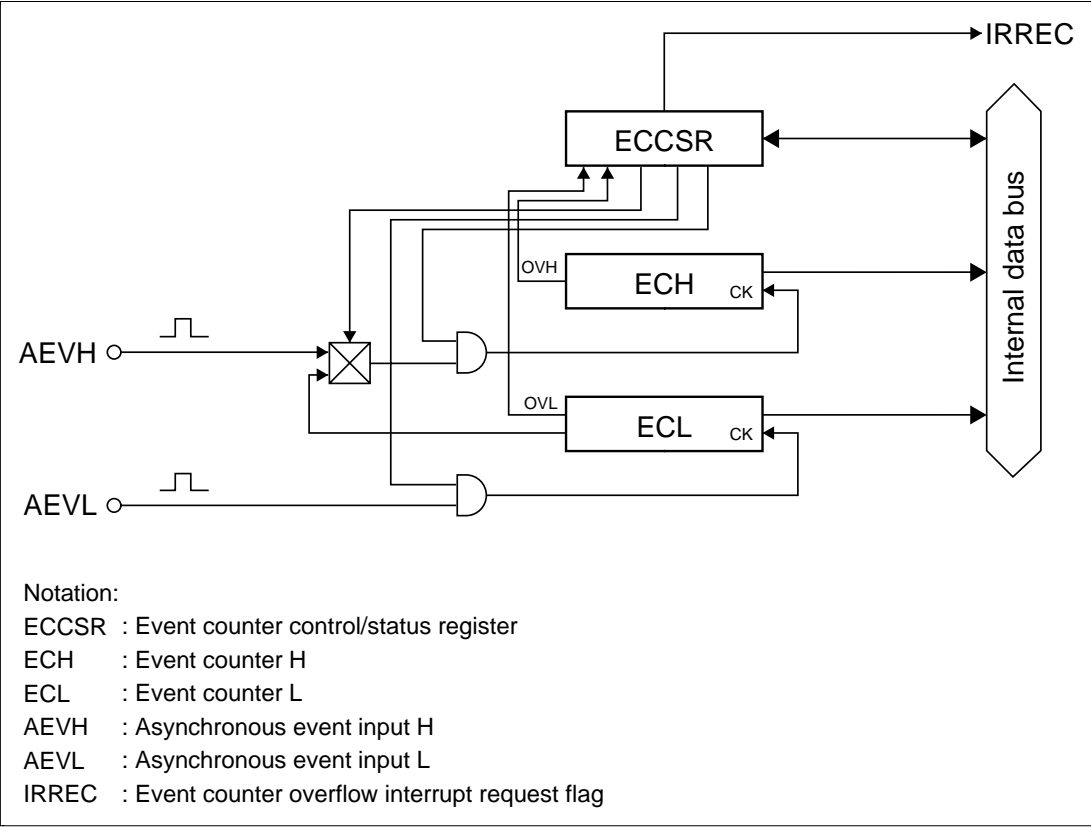 IRREC
ECCSR
Internal data bus
OVH
ECH
CK
AEVH
OVL
ECL
CK
AEVL
Notation:
ECCSR : Event counter control/status register
ECH : Event counter H
ECL : Event counter L
AEVH : Asynchronous event input H
AEVL : Asynchronous event input L
IRREC : Event counter overflow interrupt request flag